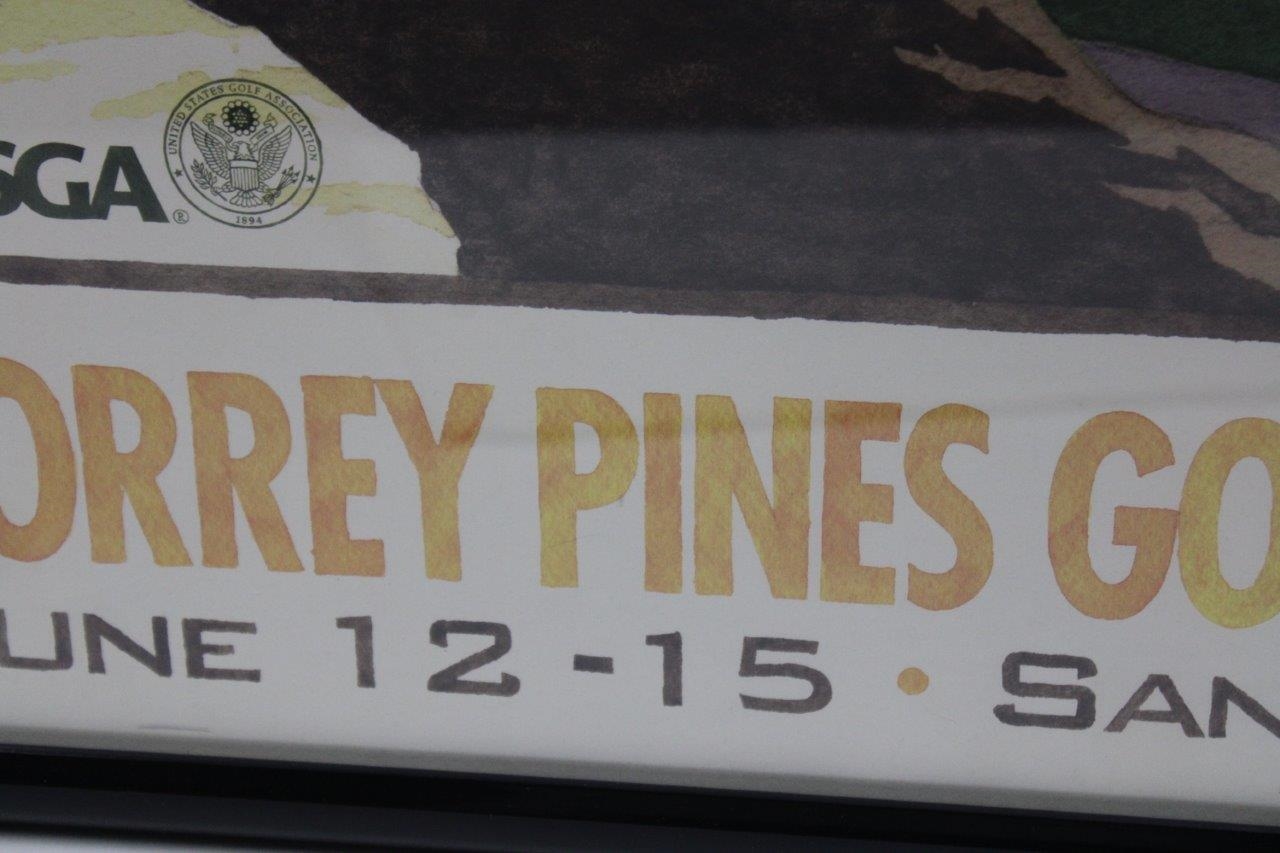 SGA®
UNITED STATES GOLF ASSOCIATION
1894
ORREY PINES GO
UNE 12 - 15 • SAN